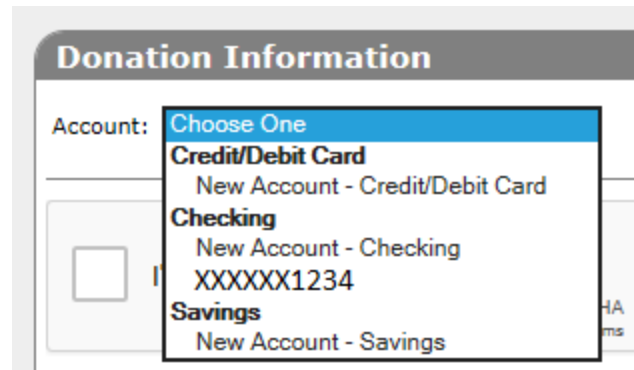 Donation Information
Account: Choose One
Credit/Debit Card
New Account - Credit/Debit Card
Checking
New Account - Checking
XXXXXX1234
Savings
New Account - Savings